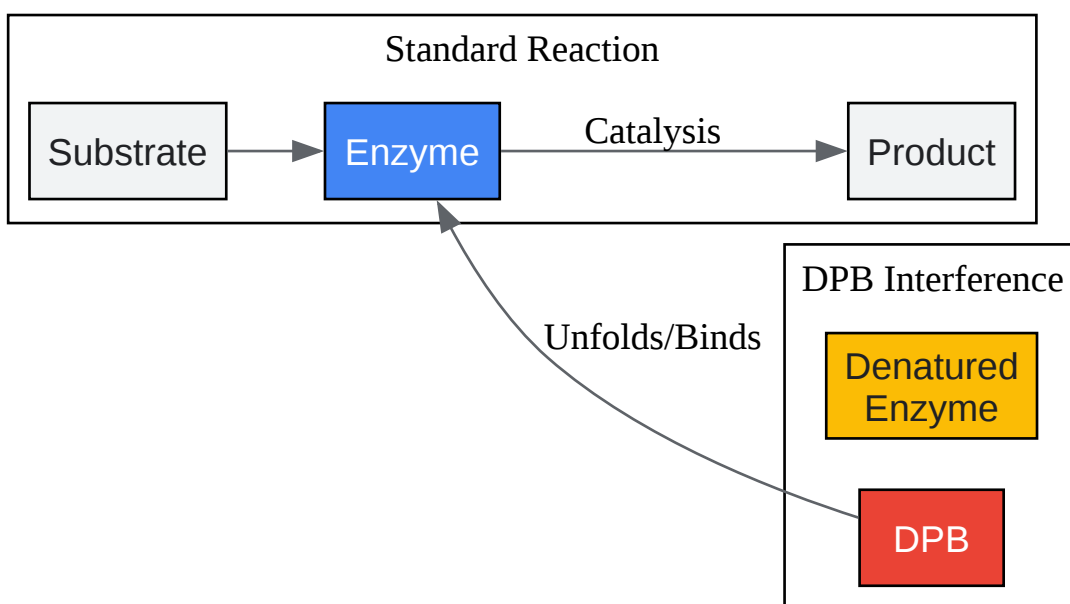 Standard Reaction
Substrate
Enzyme
Catalysis
Product
DPB Interference
Unfolds/Binds
Denatured
Enzyme
DPB